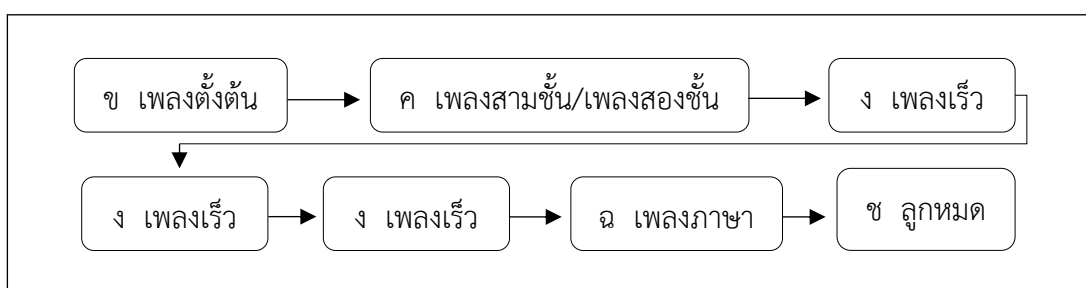 ข เพลงตั้งต้น
ค เพลงสามชั้น/เพลงสองชั้น
ง เพลงเร็ว
ง เพลงเร็ว
ง เพลงเร็ว
ฉ เพลงภาษา
ช ลูกหมด